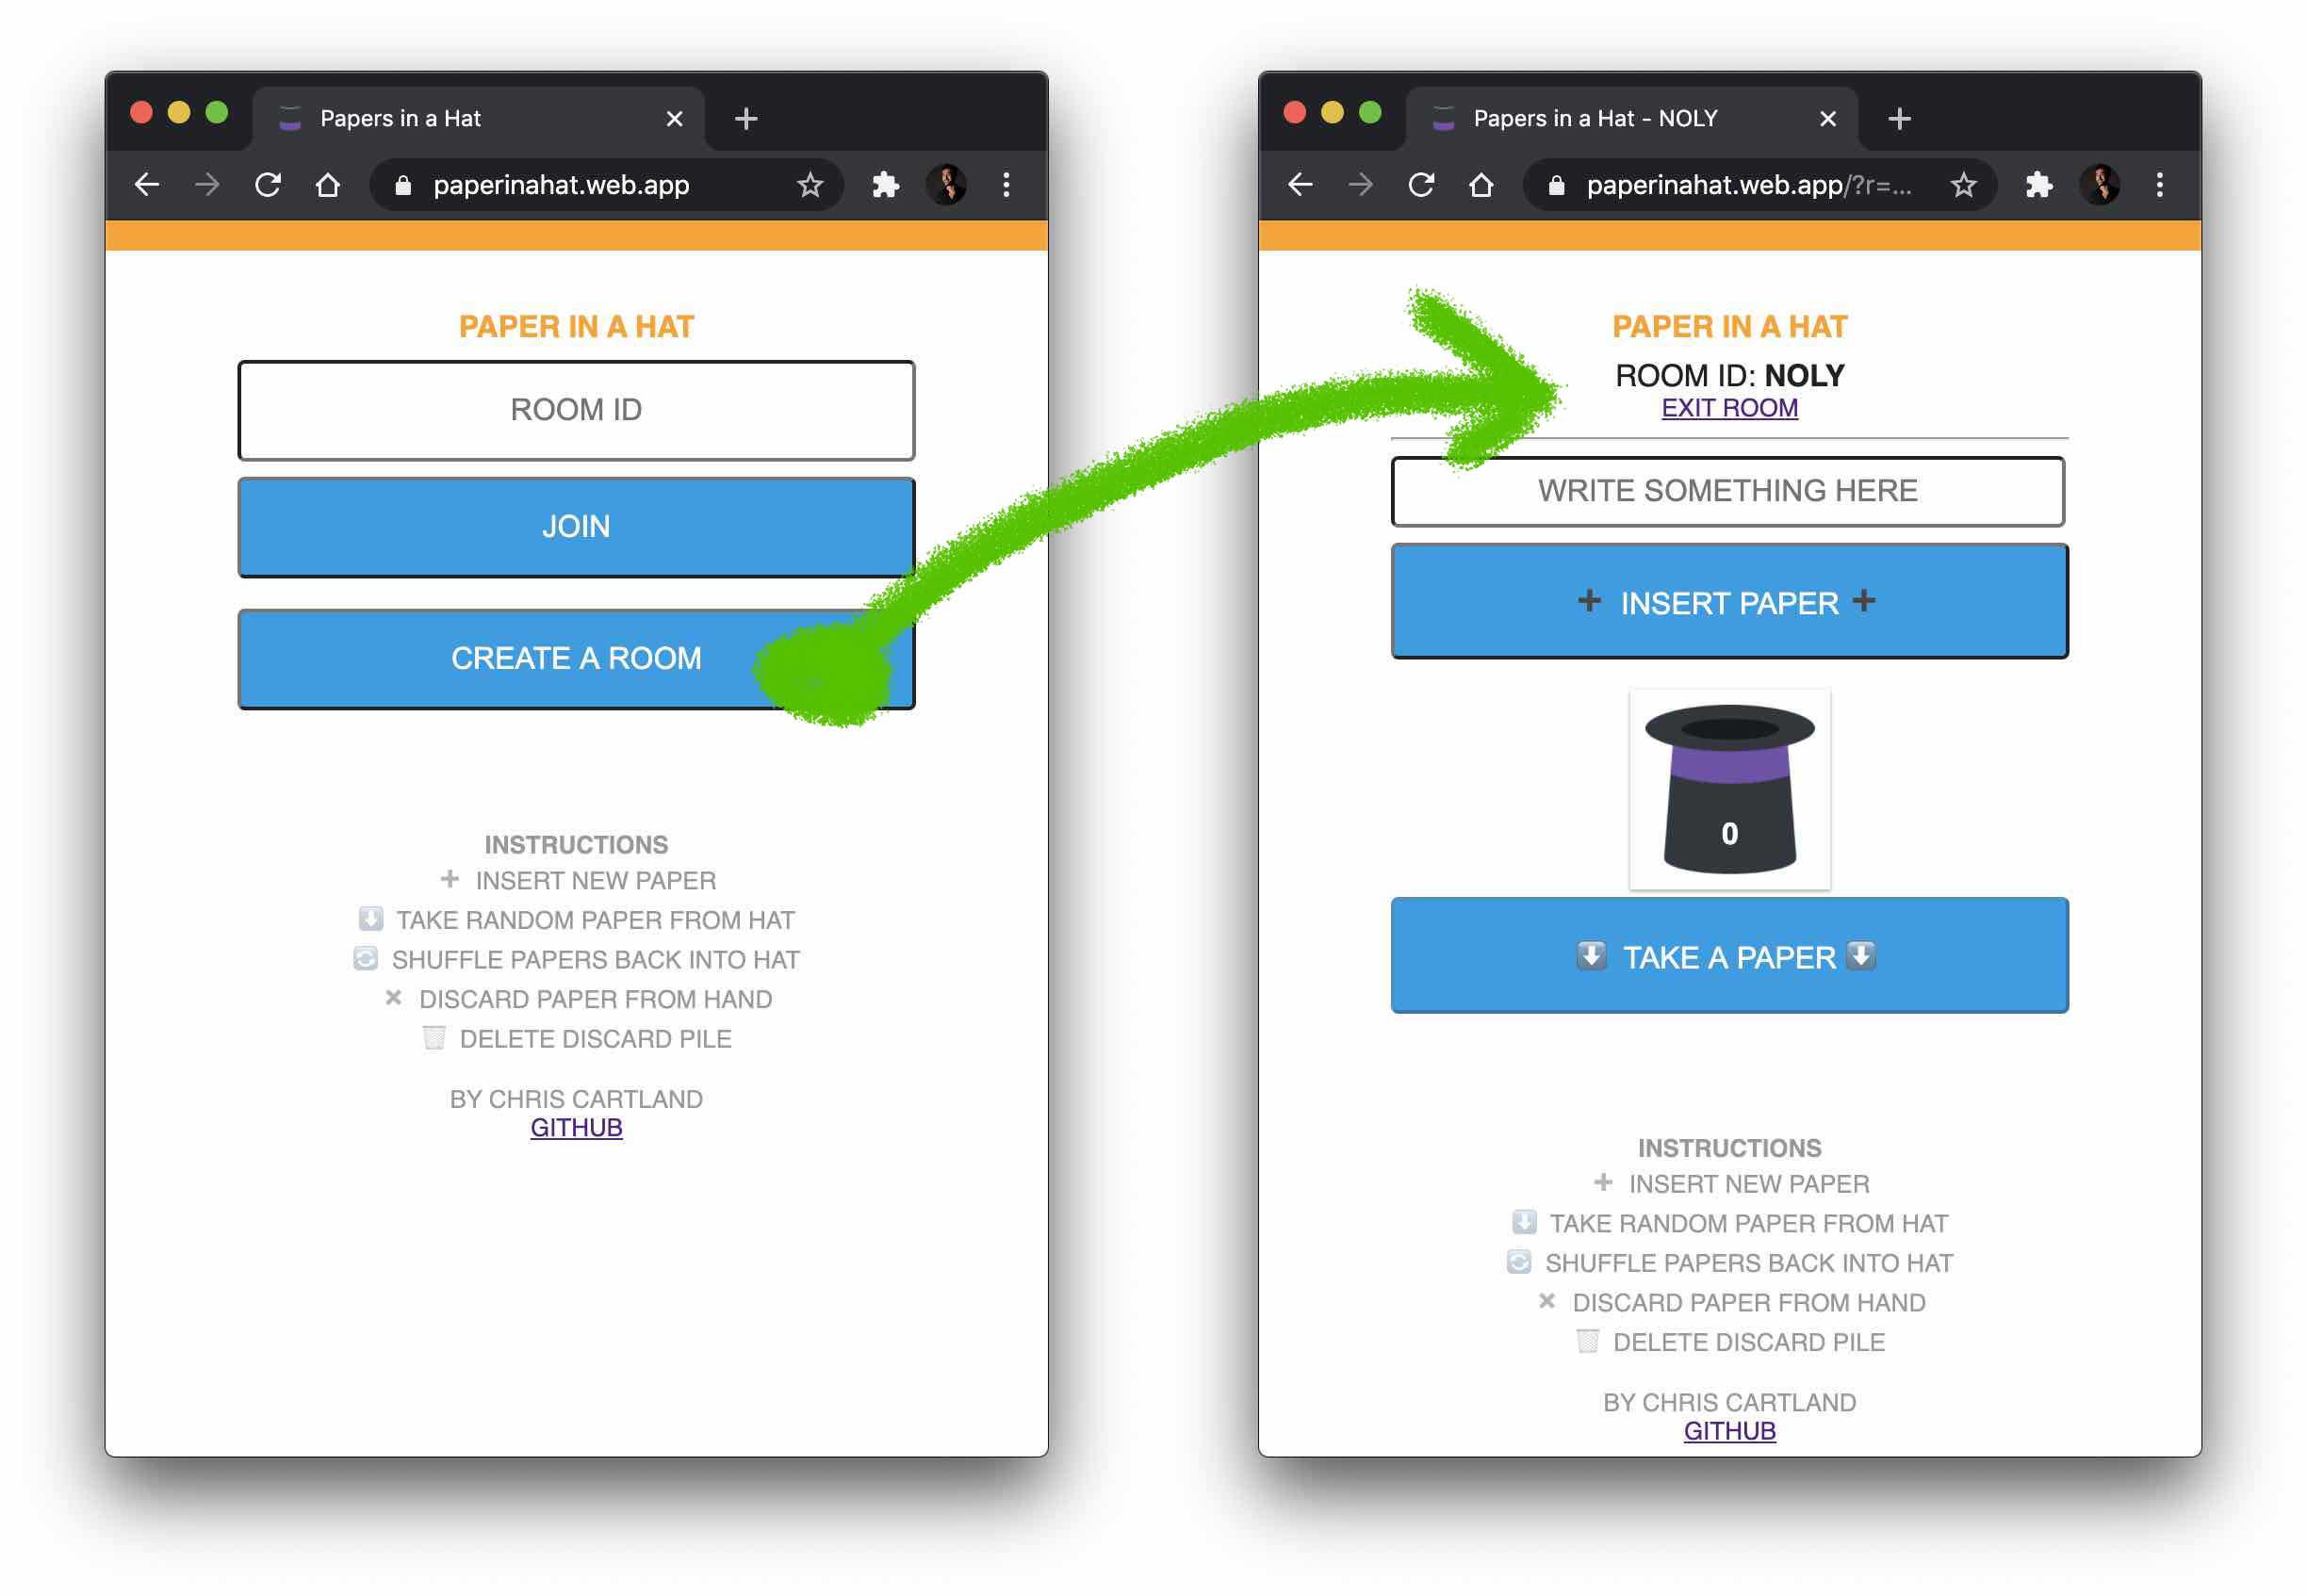 Papers in a Hat
paperinahat.web.app
PAPER IN A HAT
ROOM ID
JOIN
CREATE A ROOM
INSTRUCTIONS
INSERT NEW PAPER
TAKE RANDOM PAPER FROM HAT
SHUFFLE PAPERS BACK INTO HAT
DISCARD PAPER FROM HAND
DELETE DISCARD PILE
BY CHRIS CARTLAND
GITHUB
Papers in a Hat - NOLY
paperinahat.web.app/?r=...
PAPER IN A HAT
ROOM ID: NOLY
EXIT ROOM
WRITE SOMETHING HERE
INSERT PAPER
0
TAKE A PAPER
INSTRUCTIONS
INSERT NEW PAPER
TAKE RANDOM PAPER FROM HAT
SHUFFLE PAPERS BACK INTO HAT
DISCARD PAPER FROM HAND
DELETE DISCARD PILE
BY CHRIS CARTLAND
GITHUB